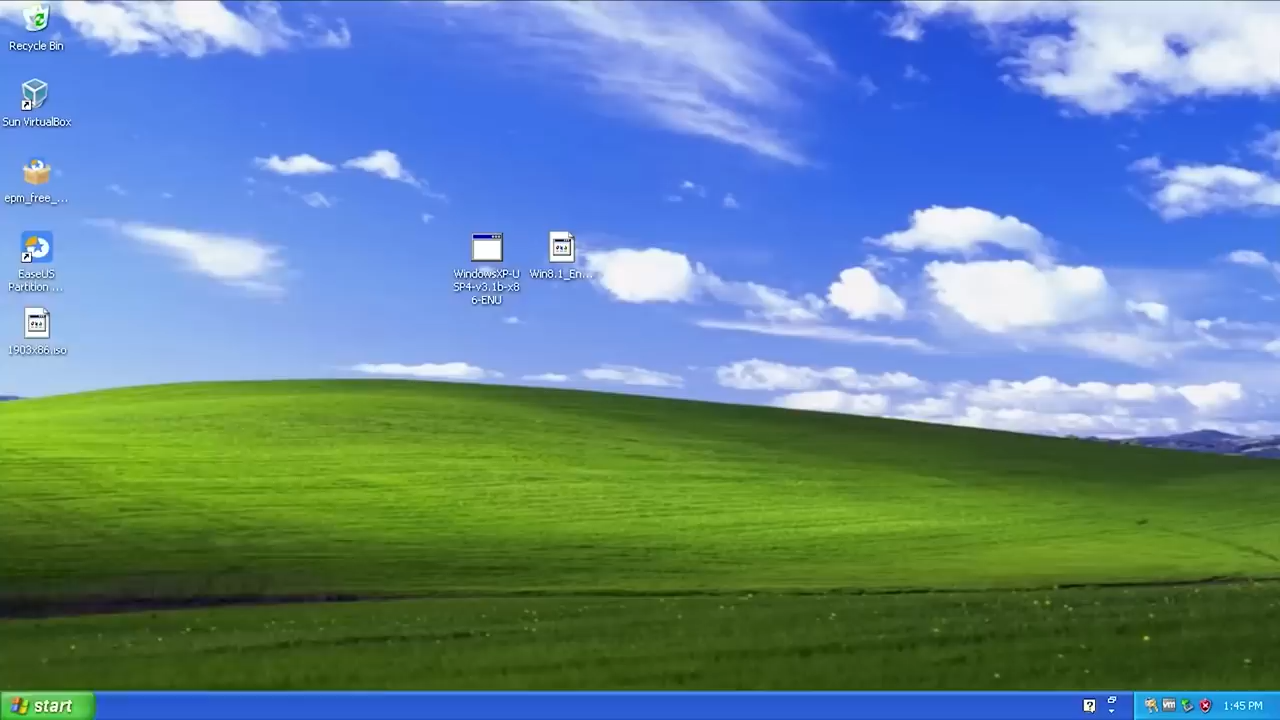 Recycle Bin
Sun VirtualBox
epm_free_...
EaseUS
Partition ...
1903x86.iso
WindowsXP-U
SP4-v3.1b-x8
6-ENU
Win8.1_En...
start
?
vm
1:45 PM